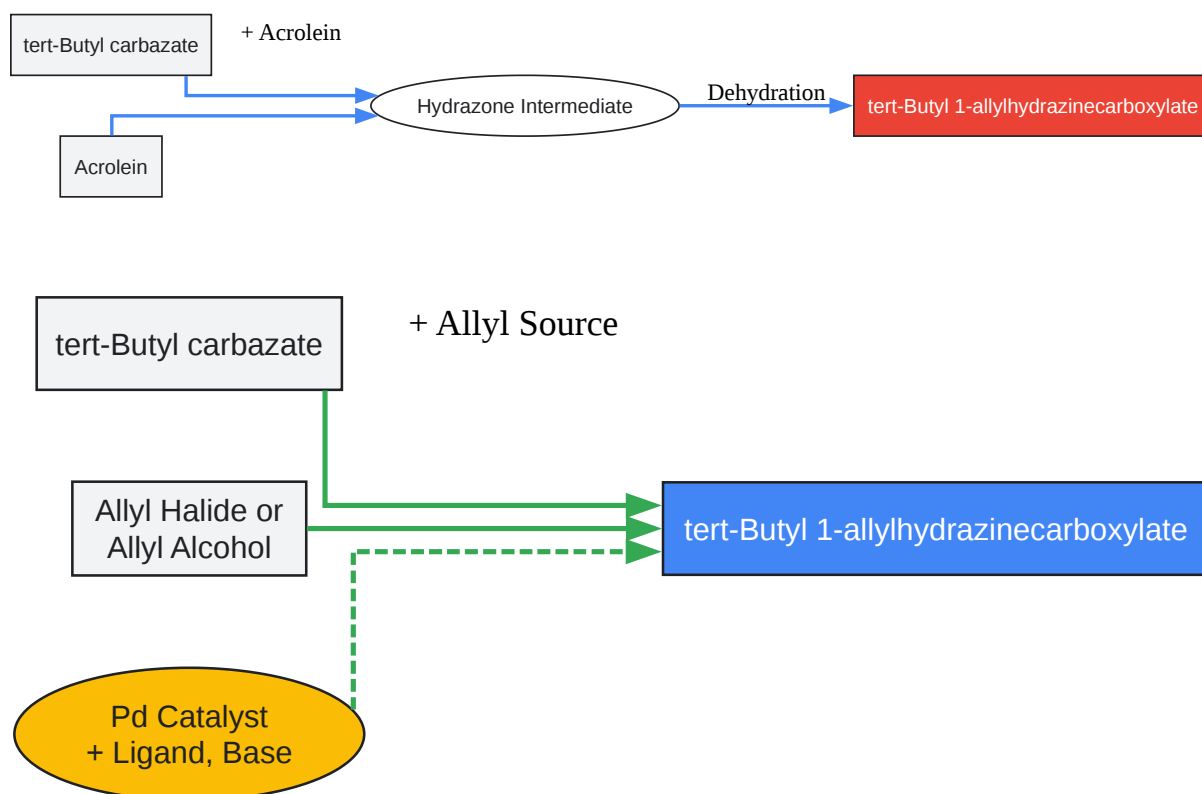 tert-Butyl carbazate
+ Acrolein
Hydrazone Intermediate
Dehydration
tert-Butyl 1-allylhydrazinecarboxylate
Acrolein
tert-Butyl carbazate
+ Allyl Source
Allyl Halide or
Allyl Alcohol
tert-Butyl 1-allylhydrazinecarboxylate
Pd Catalyst
+ Ligand, Base